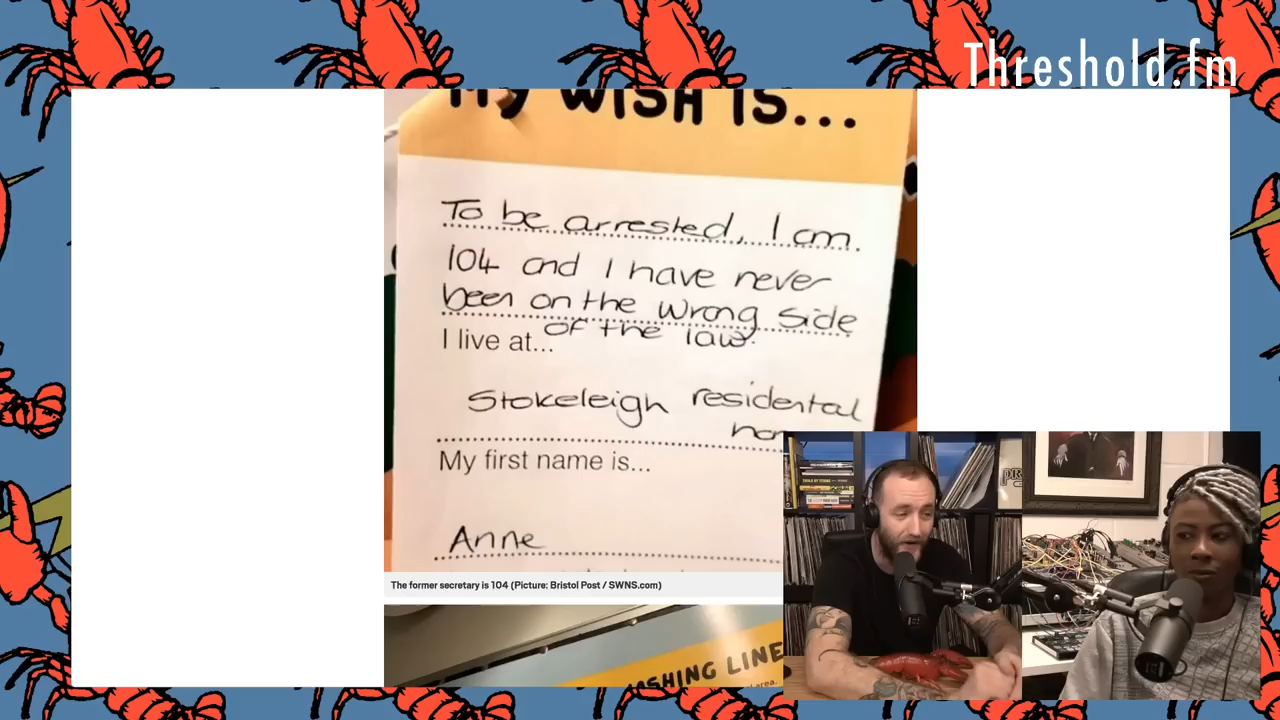 Threshold.fm
My WISH IS...
To be arrested, I am
104 and I have never
been on the wrong side
of the law.
I live at...
Stokeleigh residental
My first name is...
Anne
The former secretary is 104 (Picture: Bristol Post / SWNS.com)
SHING LINE